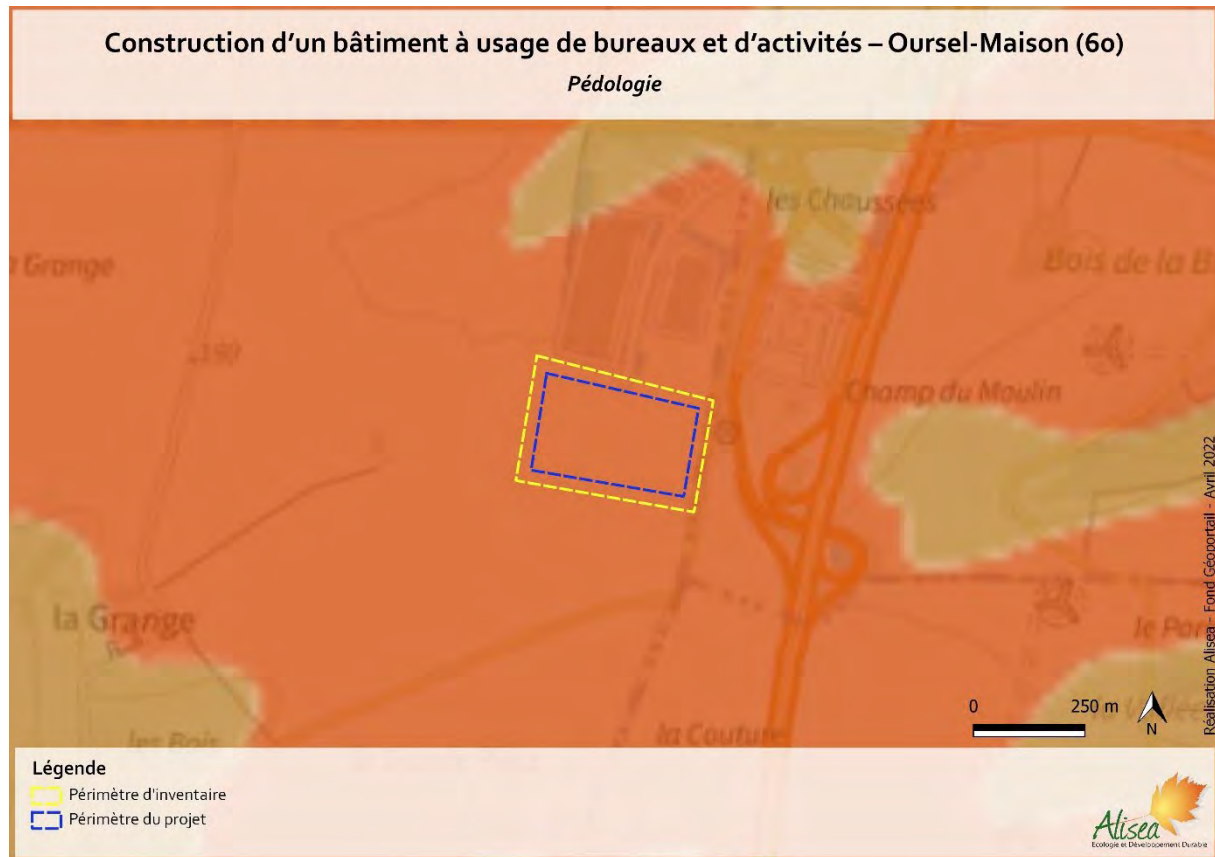 Construction d’un bâtiment à usage de bureaux et d’activités – Oursel-Maison (60)
Pédologie
les Chaussées
Grange
Bois de la B
190
Champ du Moulin
la Grange
le Par
les Bois
la Couture
0 250 m
N
Réalisation Alisea - Fond Géoportail - Avril 2022
Légende
Périmètre d'inventaire
Périmètre du projet
Alisea
Ecologie et Développement Durable